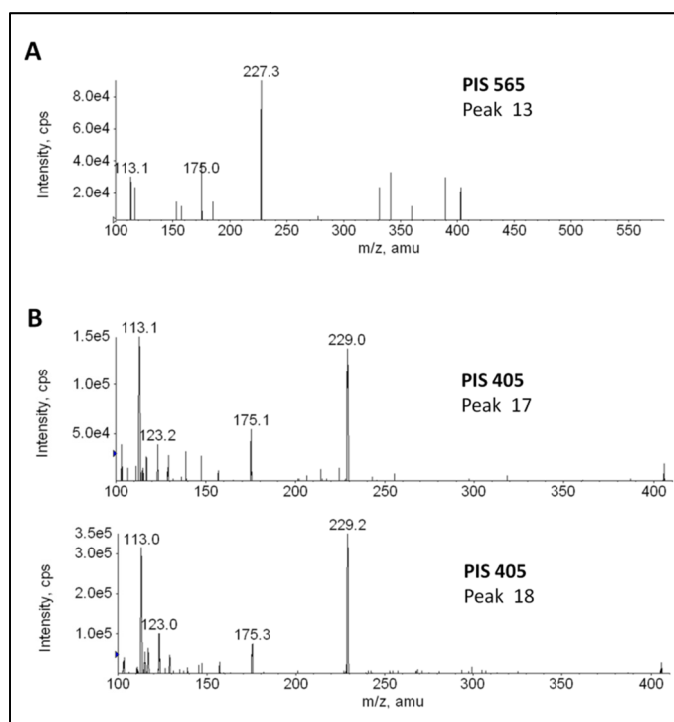 A
227.3
PIS 565
Peak 13
8.0e4
6.0e4
4.0e4
2.0e4
113.1
175.0
Intensity, cps
100 150 200 250 300 350 400 450 500 550
m/z, amu
B
1.5e5
113.1
229.0
PIS 405
Peak 17
1.0e5
5.0e4
123.2
175.1
Intensity, cps
100 150 200 250 300 350 400
m/z, amu
3.5e5
3.0e5
113.0
229.2
PIS 405
Peak 18
2.0e5
1.0e5
123.0
175.3
Intensity, cps
100 150 200 250 300 350 400
m/z, amu